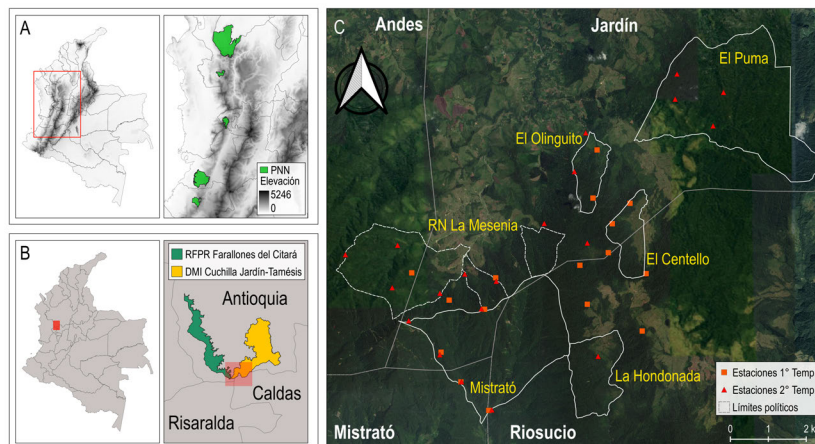 A
PNN
Elevación
5246
0
B
RFPR Farallones del Citará
DMI Cuchilla Jardín-Tamésis
Antioquia
Caldas
Risaralda
C
Andes
Jardín
El Puma
El Olinguito
RN La Mesenia
El Centello
La Hondonada
Mistrató
Mistrató
Riosucio
Estaciones 1° Temp
Estaciones 2° Temp
Límites políticos
0 1 2 k